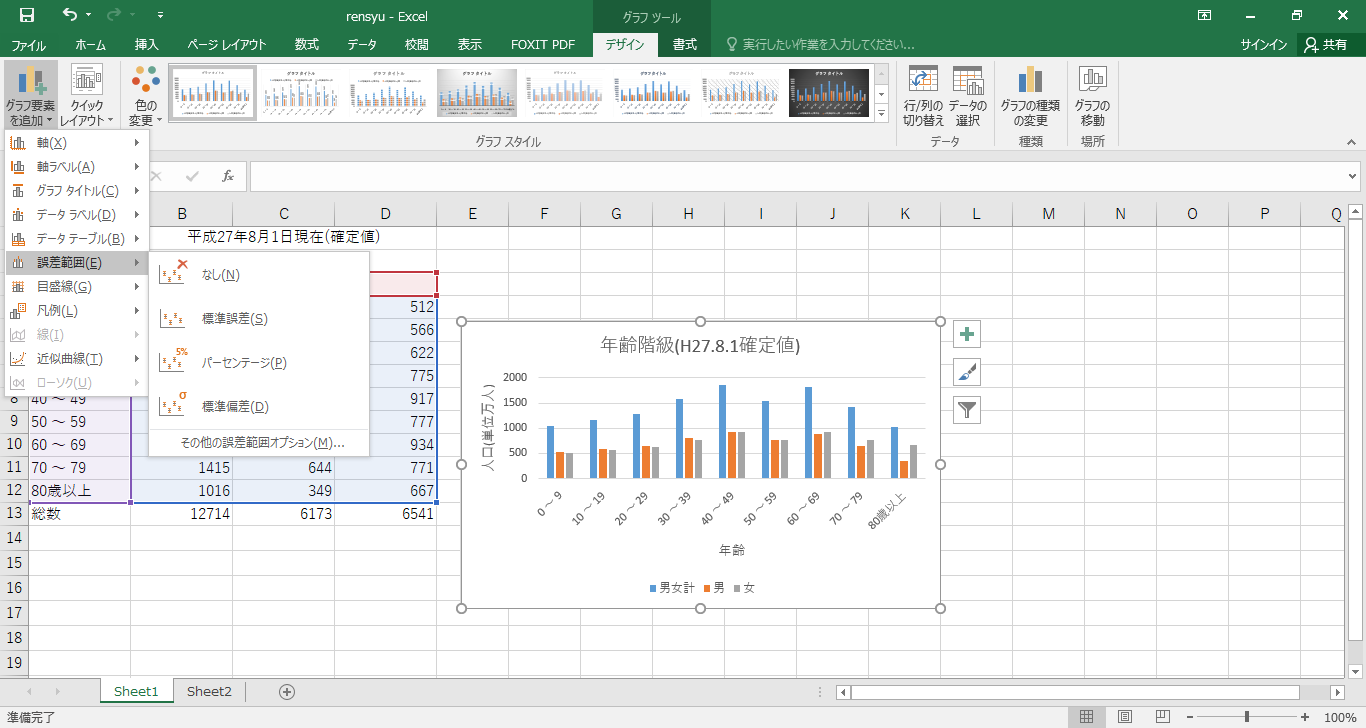 rensyu - Excel
グラフ ツール
ファイル
ホーム
挿入
ページ レイアウト
数式
データ
校閲
表示
FOXIT PDF
デザイン
書式
実行したい作業を入力してください...
サインイン
共有
グラフ要素を追加
クイックレイアウト
色の変更
グラフ タイトル
行/列の切り替え
データの選択
グラフの種類の変更
グラフの移動
グラフ スタイル
データ
種類
場所
軸(X)
軸ラベル(A)
グラフ タイトル(C)
データ ラベル(D)
データ テーブル(B)
誤差範囲(E)
目盛線(G)
凡例(L)
線(I)
近似曲線(T)
ローソク(U)
なし(N)
標準誤差(S)
5%
パーセンテージ(P)
σ
標準偏差(D)
その他の誤差範囲オプション(M)...
fx
B C D E F G H I J K L M N O P Q
平成27年8月1日現在(確定値)
512
566
622
775
8 40 ～ 49 917
9 50 ～ 59 777
10 60 ～ 69 934
11 70 ～ 79 1415 644 771
12 80歳以上 1016 349 667
13 総数 12714 6173 6541
14
15
16
17
18
19
年齢階級(H27.8.1確定値)
人口(単位万人)
2000
1500
1000
500
0
0 ～ 9
10 ～ 19
20 ～ 29
30 ～ 39
40 ～ 49
50 ～ 59
60 ～ 69
70 ～ 79
80歳以上
年齢
男女計 男 女
Sheet1
Sheet2
準備完了
100%